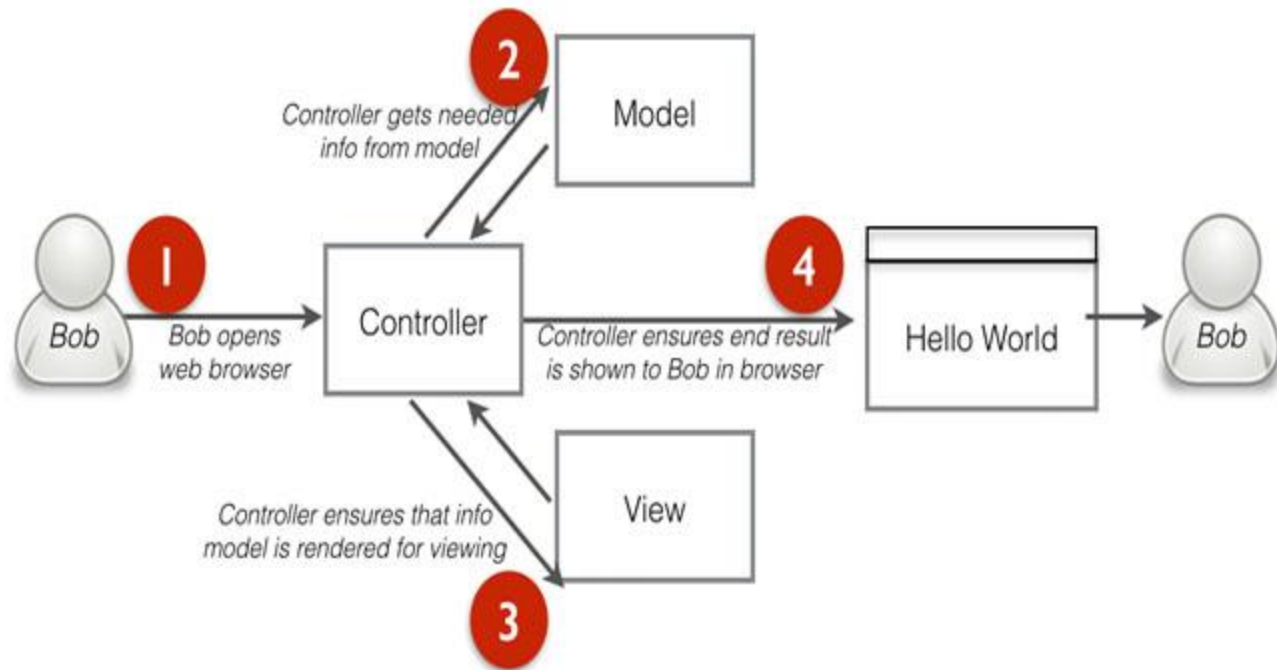 2
Controller gets needed
info from model
Model
1
Bob
Bob opens
web browser
Controller
4
Controller ensures end result
is shown to Bob in browser
Hello World
Bob
Controller ensures that info
model is rendered for viewing
View
3